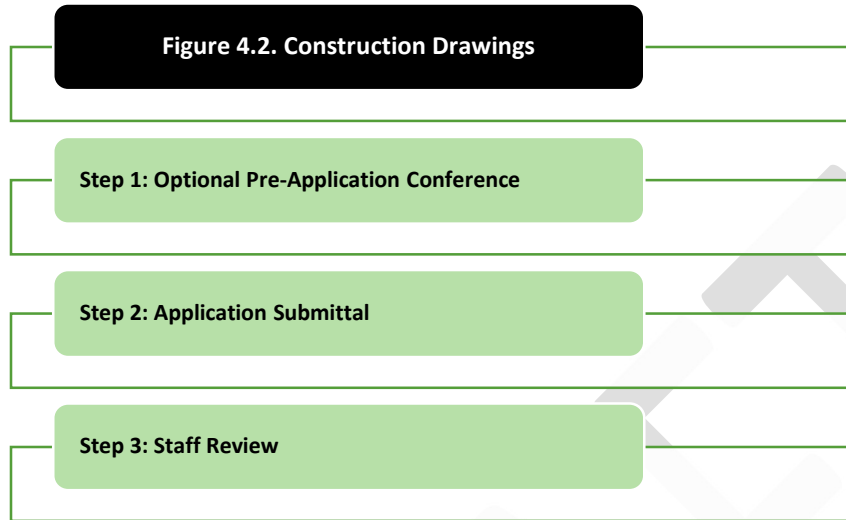 Figure 4.2. Construction Drawings
Step 1: Optional Pre-Application Conference
Step 2: Application Submittal
Step 3: Staff Review